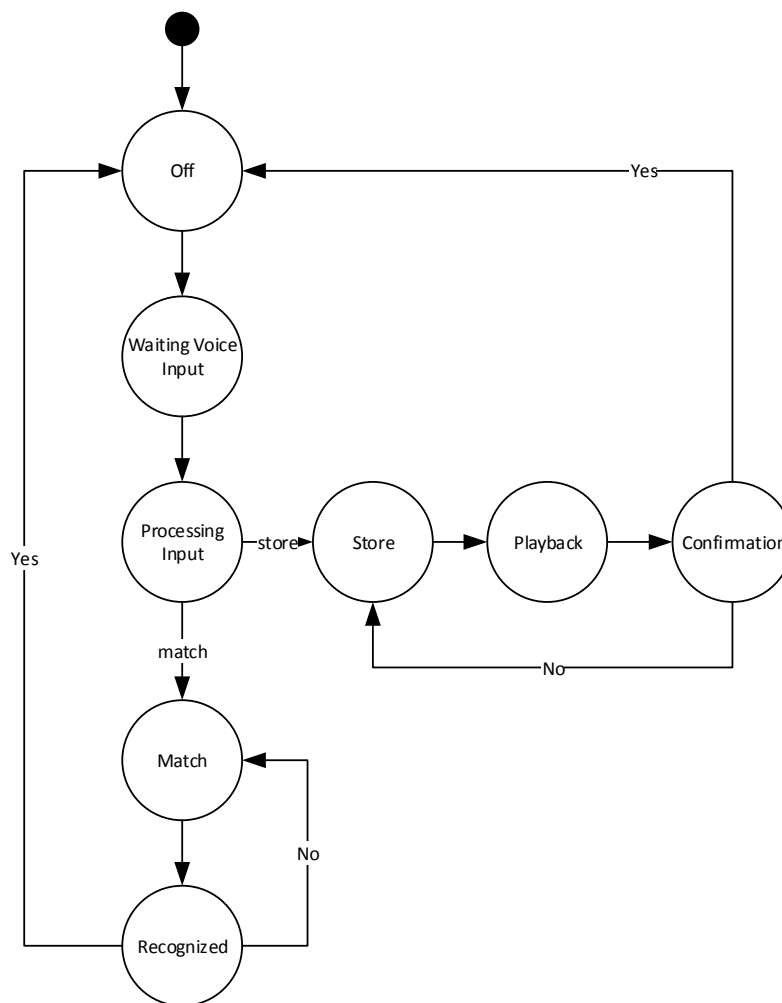 Off
Yes
Waiting Voice
Input
Processing
Input
store
Store
Playback
Confirmation
Yes
match
No
Match
No
Recognized